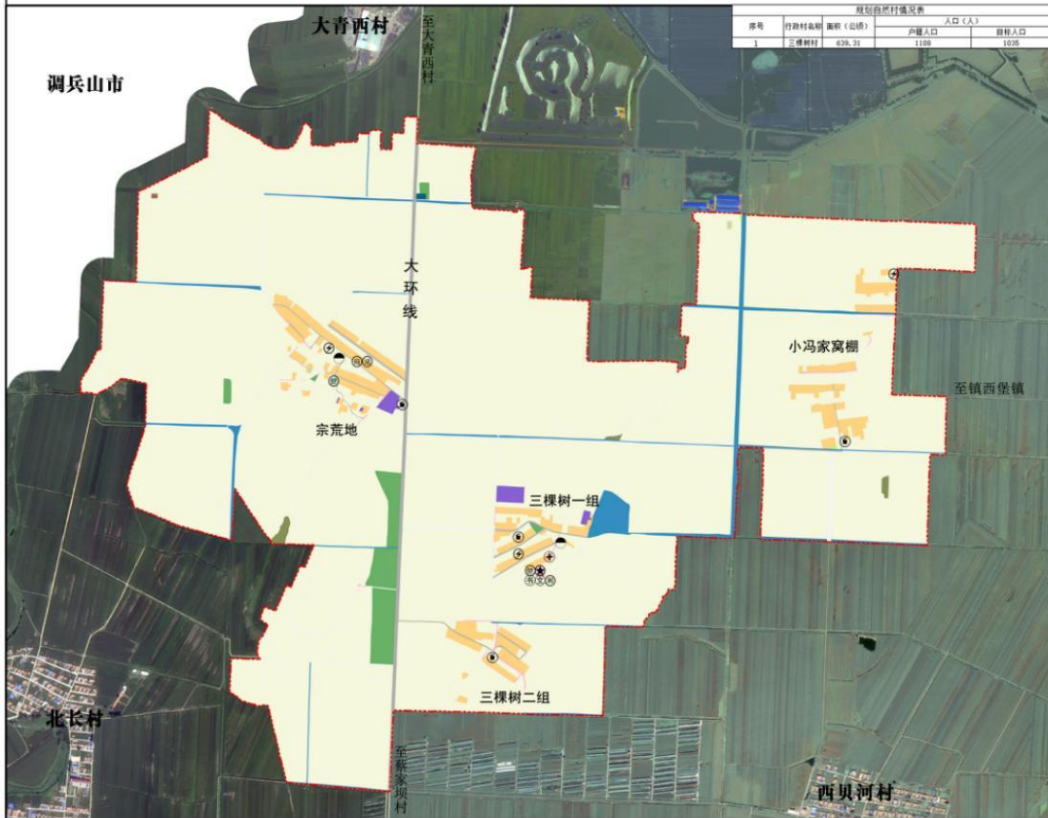 规划自然村情况表
序号 行政村名称 面积（公顷） 人口（人）
户籍人口 目标人口
1 三棵树村 639.31 1188 1035
大青西村
至大青西村
调兵山市
大环线
小冯家窝棚
至镇西堡镇
宗荒地
三棵树一组
三棵树二组
北长村
至蔡家坝村
西贝河村